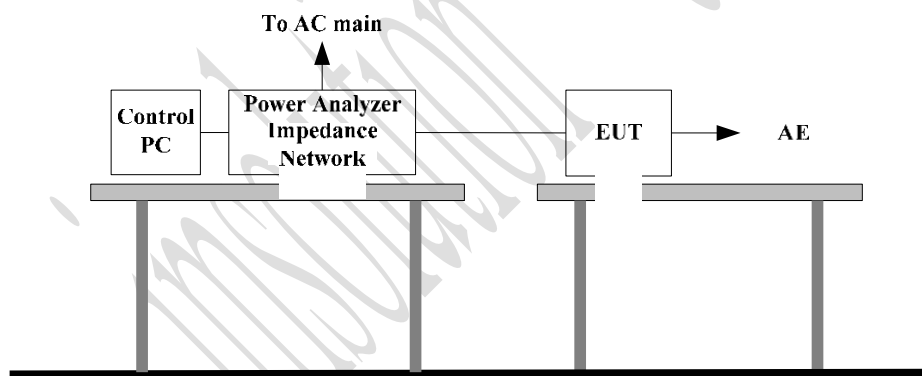 To AC main
Control
PC
Power Analyzer
Impedance
Network
EUT
AE